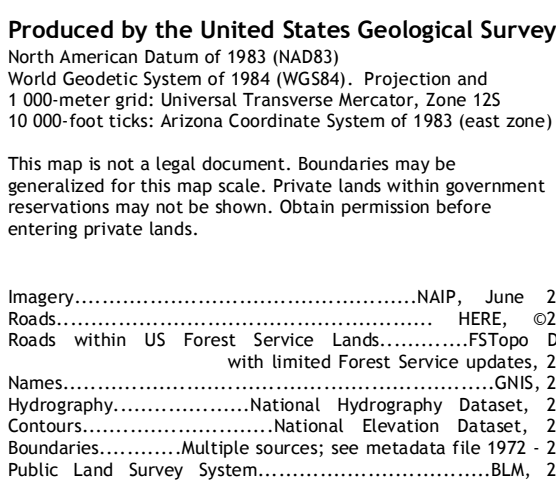 Produced by the United States Geological Survey
North American Datum of 1983 (NAD83)
World Geodetic System of 1984 (WGS84). Projection and
1 000-meter grid: Universal Transverse Mercator, Zone 12S
10 000-foot ticks: Arizona Coordinate System of 1983 (east zone)
This map is not a legal document. Boundaries may be
generalized for this map scale. Private lands within government
reservations may not be shown. Obtain permission before
entering private lands.
Imagery..............................................NAIP, June 2
Roads................................................... HERE, ©2
Roads within US Forest Service Lands.............FSTopo D
with limited Forest Service updates, 2
Names...........................................................GNIS, 2
Hydrography....................National Hydrography Dataset, 2
Contours............................National Elevation Dataset, 2
Boundaries............Multiple sources; see metadata file 1972 - 2
Public Land Survey System..................................BLM, 2